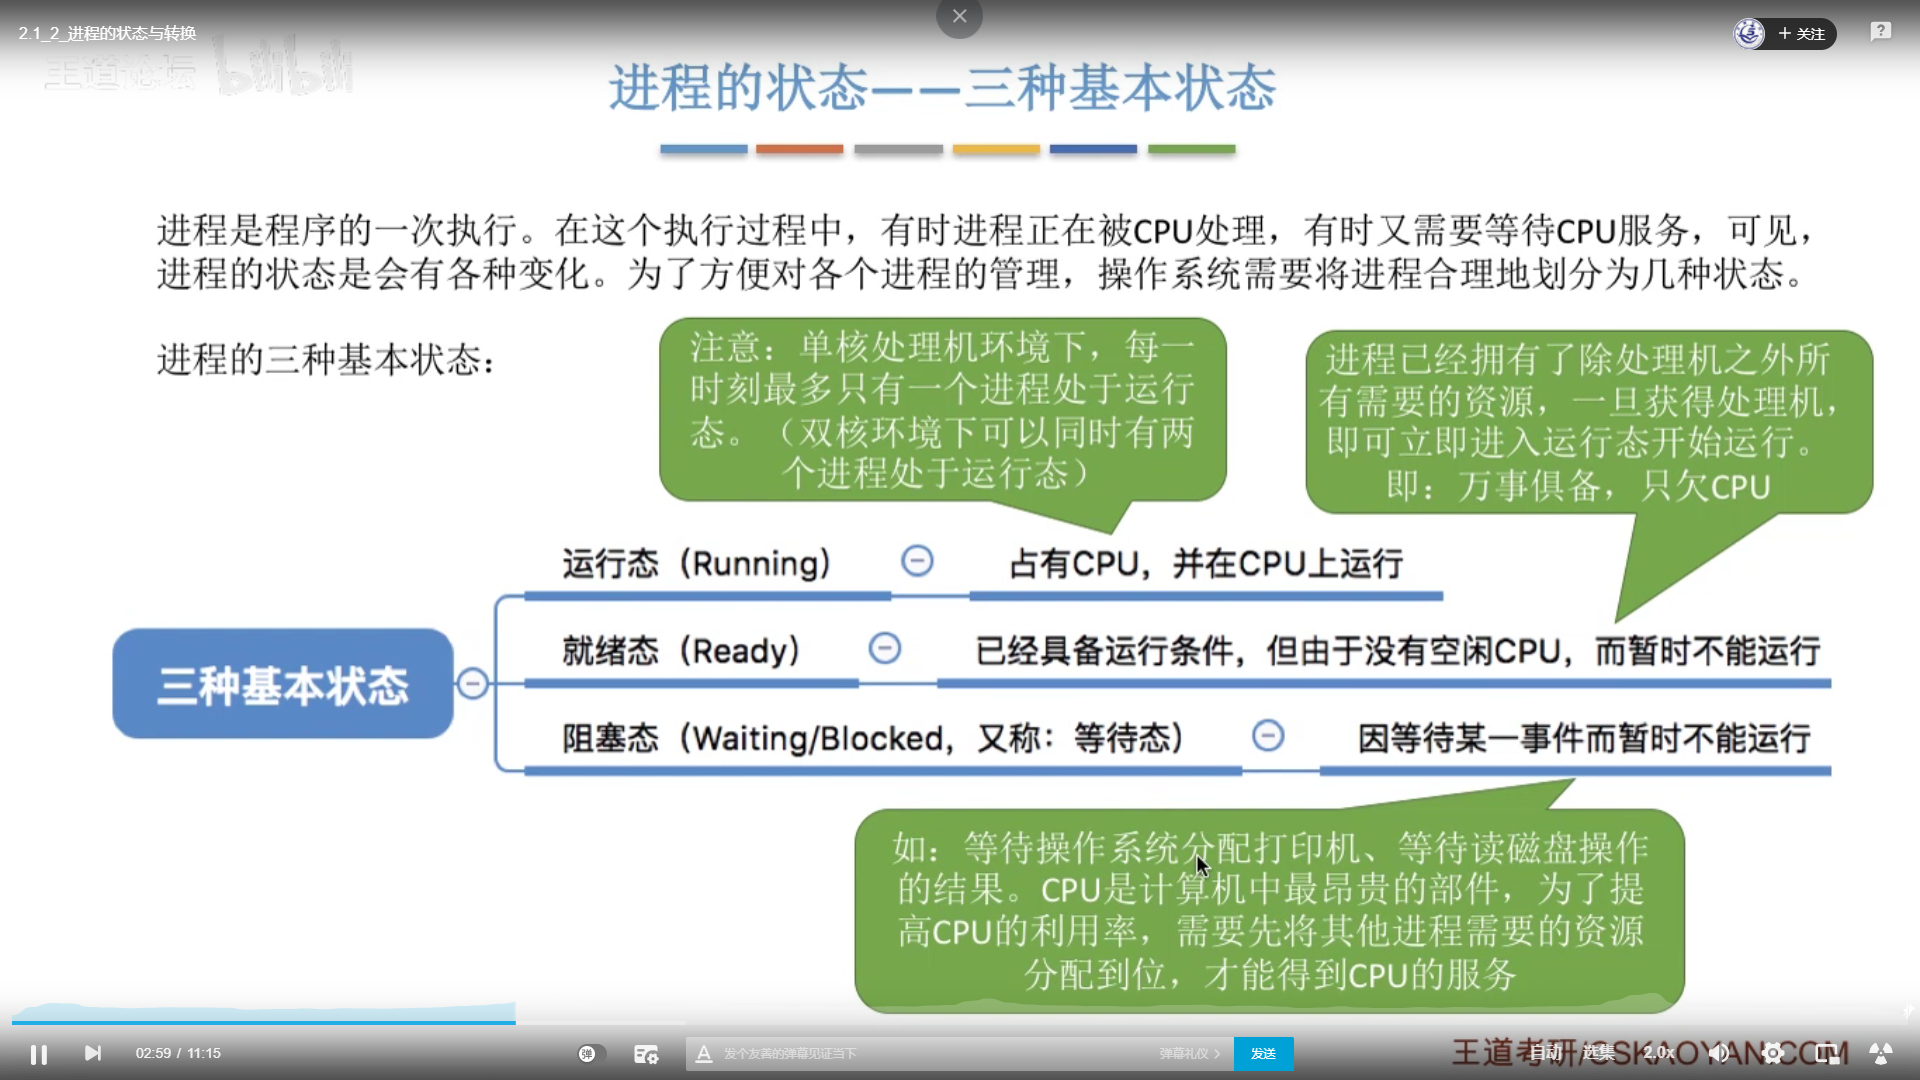 2.1_2_进程的状态与转换
+ 关注
王道论坛 bilibili
进程的状态——三种基本状态
进程是程序的一次执行。在这个执行过程中，有时进程正在被CPU处理，有时又需要等待CPU服务，可见，
进程的状态是会有各种变化。为了方便对各个进程的管理，操作系统需要将进程合理地划分为几种状态。
进程的三种基本状态：
注意：单核处理机环境下，每一
时刻最多只有一个进程处于运行
态。（双核环境下可以同时有两
个进程处于运行态）
进程已经拥有了除处理机之外所
有需要的资源，一旦获得处理机，
即可立即进入运行态开始运行。
即：万事俱备，只欠CPU
运行态（Running）
占有CPU，并在CPU上运行
就绪态（Ready）
已经具备运行条件，但由于没有空闲CPU，而暂时不能运行
三种基本状态
阻塞态（Waiting/Blocked，又称：等待态）
因等待某一事件而暂时不能运行
如：等待操作系统分配打印机、等待读磁盘操作
的结果。CPU是计算机中最昂贵的部件，为了提
高CPU的利用率，需要先将其他进程需要的资源
分配到位，才能得到CPU的服务
02:59 / 11:15
弹
发个友善的弹幕见证当下
弹幕礼仪 >
发送
王道考研/CSKAOYAN.COM
自动
选集
2.0x